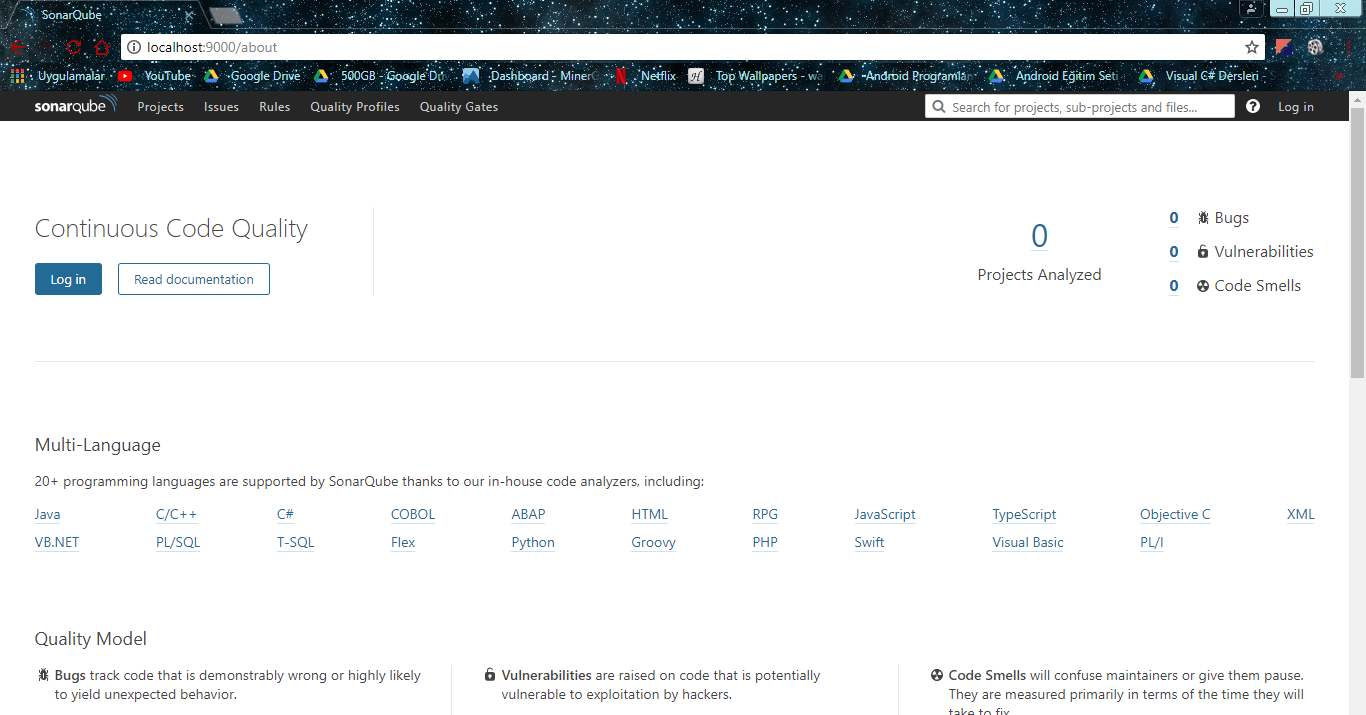 SonarQube
localhost:9000/about
Uygulamalar YouTube Google Drive 500GB - Google Dr Dashboard - Miner Netflix Top Wallpapers - wa Android Programlar Android Eğitim Seti Visual C# Dersleri -
sonarqube Projects Issues Rules Quality Profiles Quality Gates Search for projects, sub-projects and files... ? Log in
Continuous Code Quality
Log in Read documentation
0
Projects Analyzed
0 Bugs
0 Vulnerabilities
0 Code Smells
Multi-Language
20+ programming languages are supported by SonarQube thanks to our in-house code analyzers, including:
Java C/C++ C# COBOL ABAP HTML RPG JavaScript TypeScript Objective C XML
VB.NET PL/SQL T-SQL Flex Python Groovy PHP Swift Visual Basic PL/I
Quality Model
Bugs track code that is demonstrably wrong or highly likely
to yield unexpected behavior.
Vulnerabilities are raised on code that is potentially
vulnerable to exploitation by hackers.
Code Smells will confuse maintainers or give them pause.
They are measured primarily in terms of the time they will
take to fix.